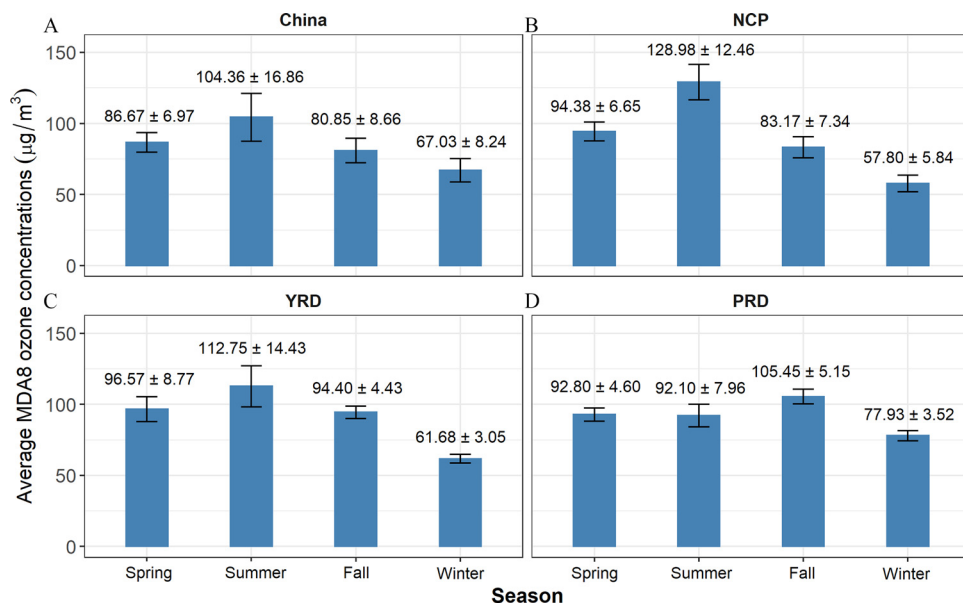 A China
B NCP
Average MDA8 ozone concentrations (μg/m³)
150
100
50
0
86.67 ± 6.97
104.36 ± 16.86
80.85 ± 8.66
67.03 ± 8.24
94.38 ± 6.65
128.98 ± 12.46
83.17 ± 7.34
57.80 ± 5.84
C YRD
D PRD
150
100
50
0
96.57 ± 8.77
112.75 ± 14.43
94.40 ± 4.43
61.68 ± 3.05
92.80 ± 4.60
92.10 ± 7.96
105.45 ± 5.15
77.93 ± 3.52
Spring Summer Fall Winter
Spring Summer Fall Winter
Season